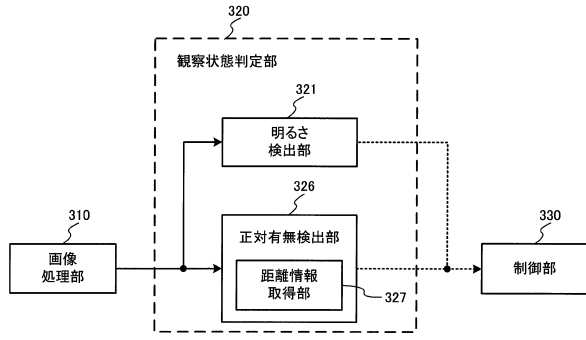 320
観察状態判定部
321
明るさ
検出部
326
310
330
正対有無検出部
画像
処理部
距離情報
取得部
制御部
327